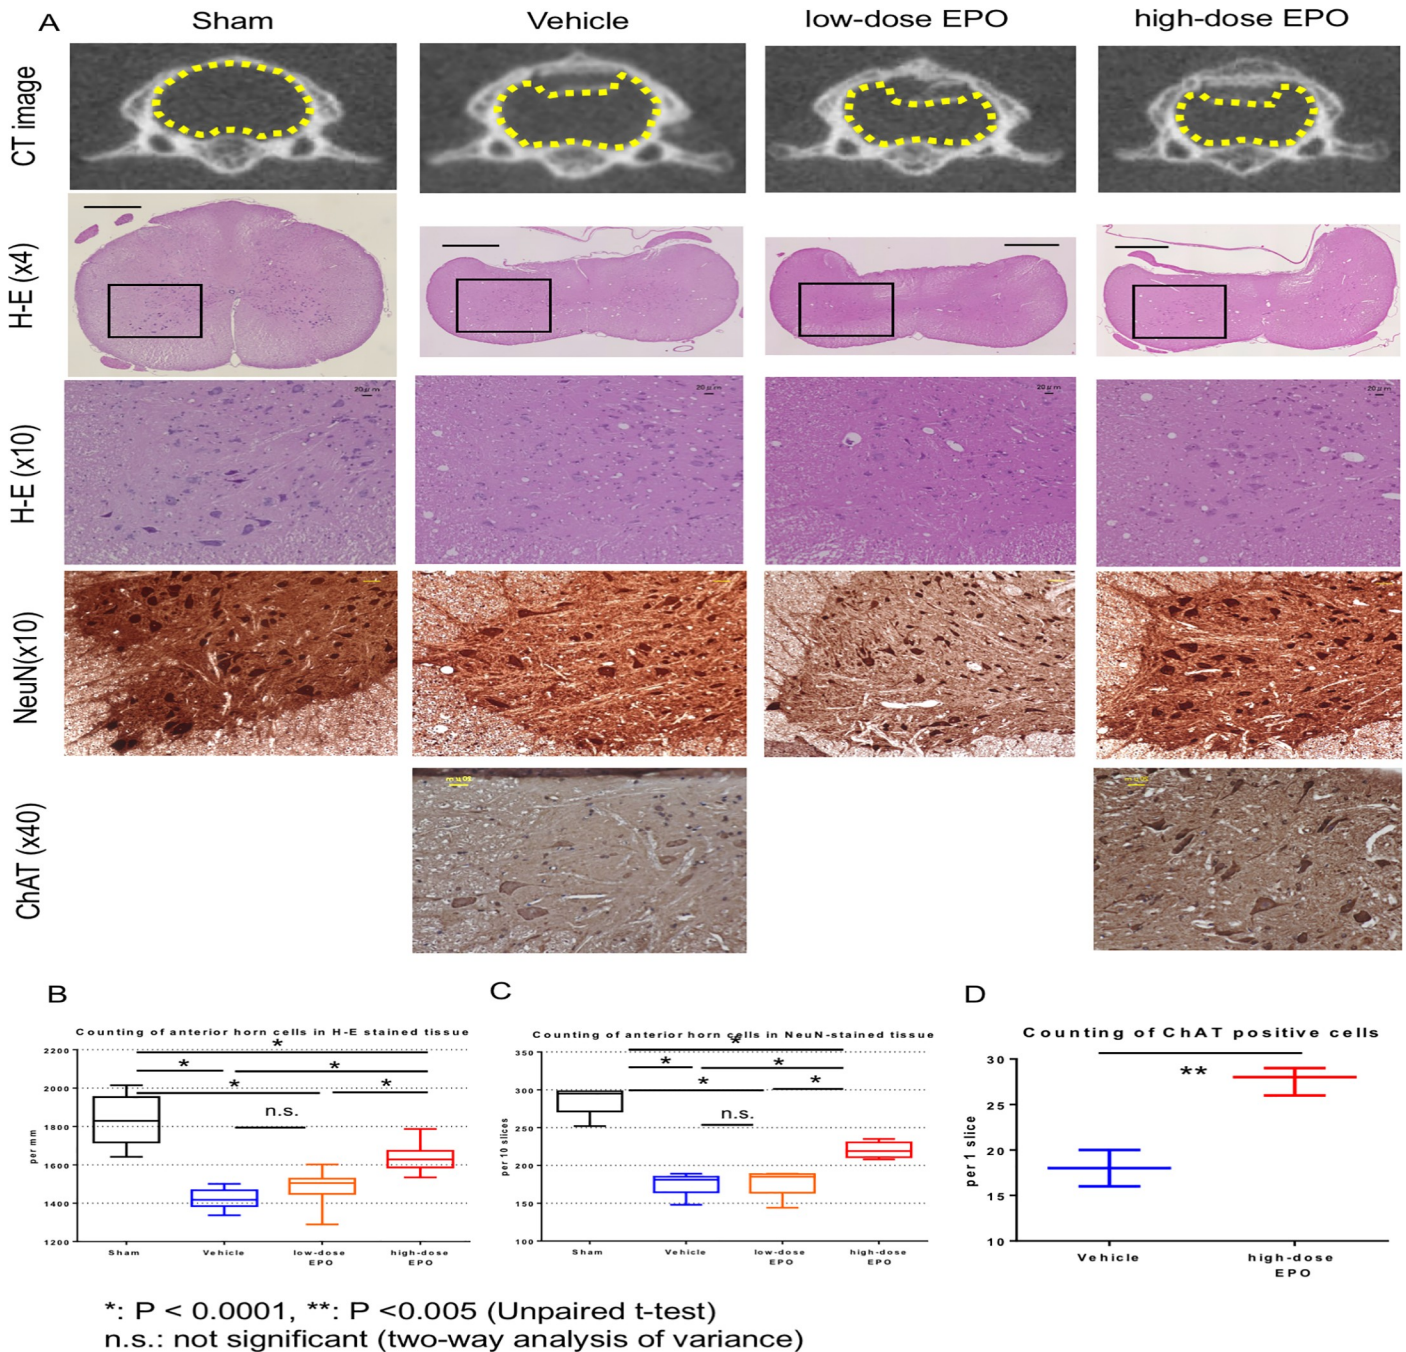 A
Sham
Vehicle
low-dose EPO
high-dose EPO
CT image
H-E (x4)
H-E (x10)
20μm
20μm
20μm
20μm
NeuN(x10)
ChAT (x40)
B
Counting of anterior horn cells in H-E stained tissue
per mm
2200
2000
1800
1600
1400
1200
*
*
*
*
*
n.s.
Sham
Vehicle
low-dose
EPO
high-dose
EPO
C
Counting of anterior horn cells in NeuN-stained tissue
per 10 slices
350
300
250
200
150
100
*
*
*
*
*
n.s.
Sham
Vehicle
low-dose
EPO
high-dose
EPO
D
Counting of ChAT positive cells
per 1 slice
30
25
20
15
10
**
Vehicle
high-dose
EPO
*: P < 0.0001, **: P <0.005 (Unpaired t-test)
n.s.: not significant (two-way analysis of variance)